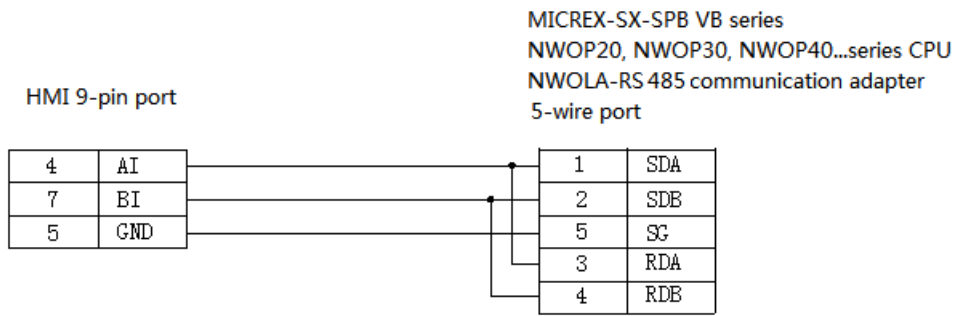 MICREX-SX-SPB VB series
NWOP20, NWOP30, NWOP40...series CPU
NWOLA-RS 485 communication adapter
5-wire port
HMI 9-pin port
4 AI 1 SDA
7 BI 2 SDB
5 GND 5 SG
3 RDA
4 RDB